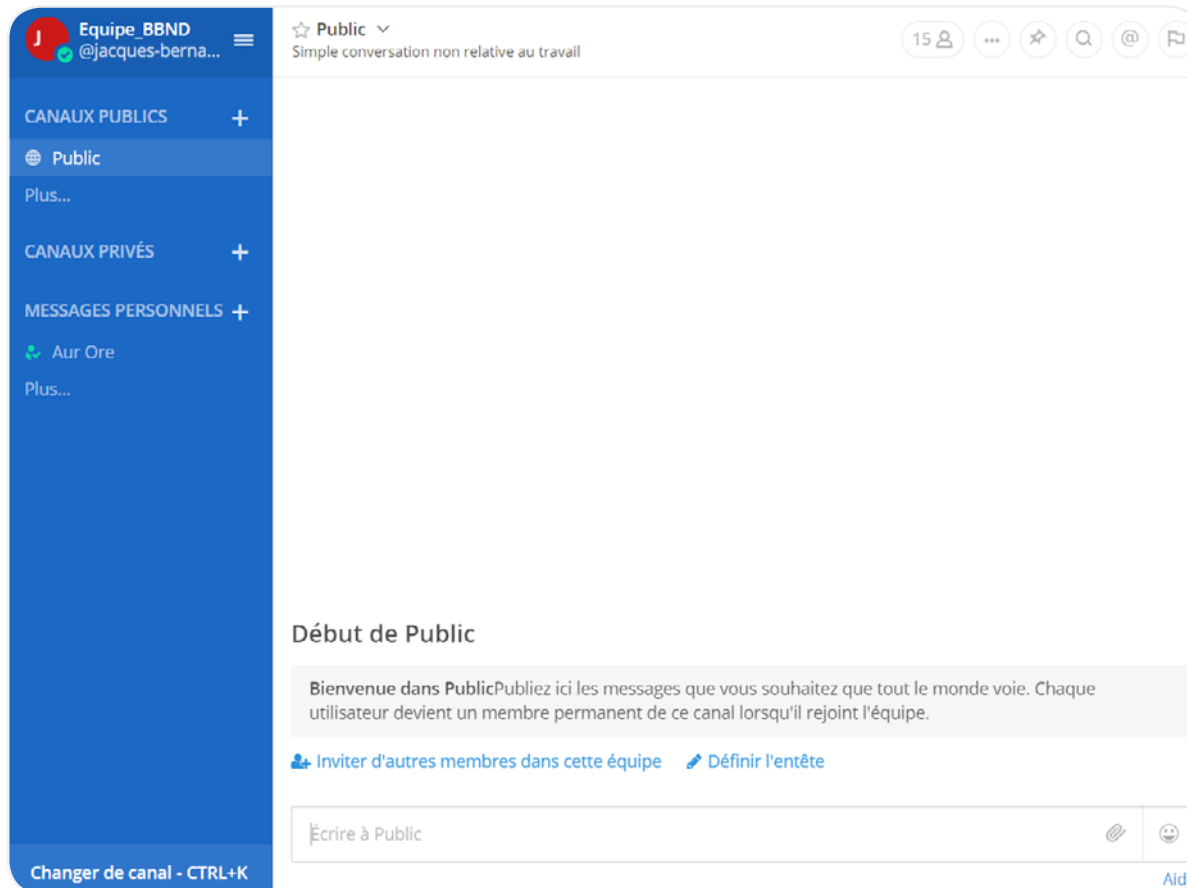 J
Equipe_BBND
@jacques-berna...
CANAUX PUBLICS +
Public
Plus...
CANAUX PRIVÉS +
MESSAGES PERSONNELS +
Aur Ore
Plus...
Changer de canal - CTRL+K
Public
Simple conversation non relative au travail
15
@
Début de Public
Bienvenue dans PublicPubliez ici les messages que vous souhaitez que tout le monde voie. Chaque
utilisateur devient un membre permanent de ce canal lorsqu'il rejoint l'équipe.
Inviter d'autres membres dans cette équipe Définir l'entête
Écrire à Public
Aid